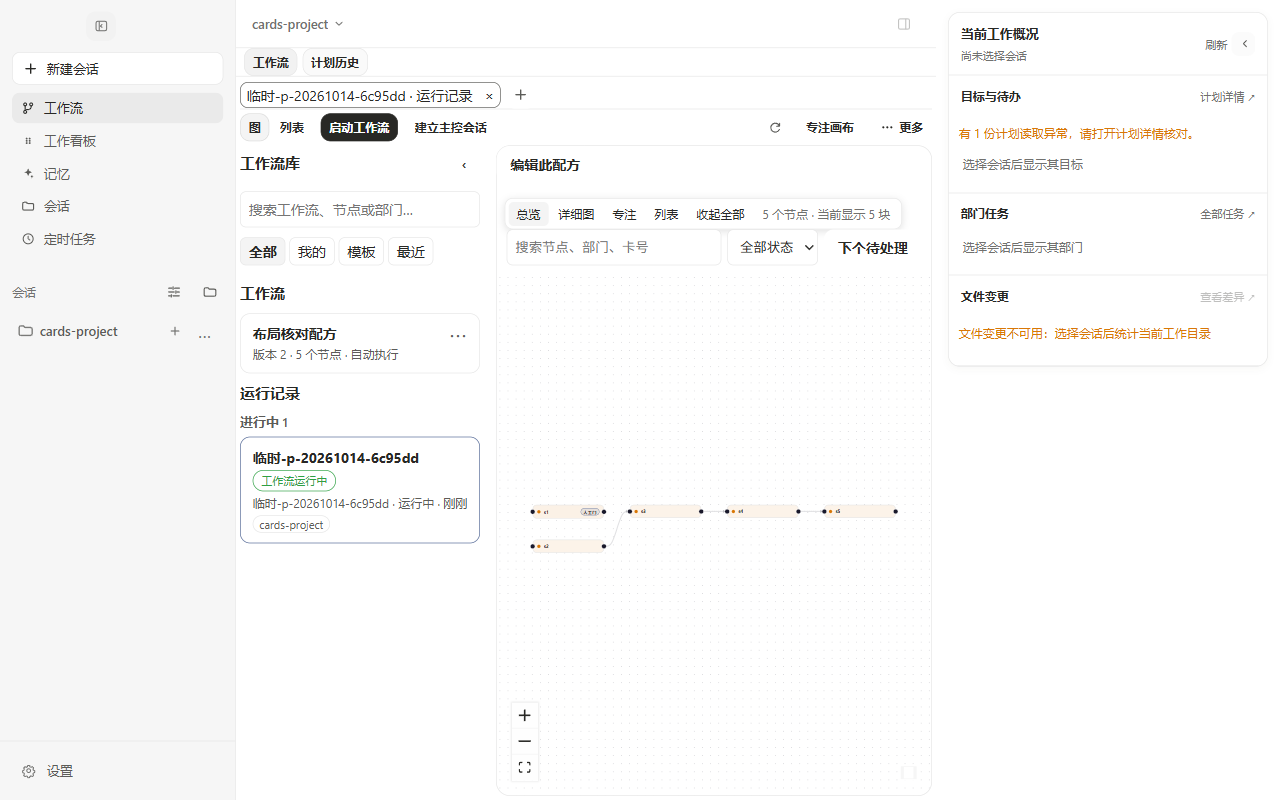 新建会话
工作流
工作看板
记忆
会话
定时任务
会话
cards-project
设置
cards-project
工作流 计划历史
临时-p-20261014-6c95dd · 运行记录 ×
图 列表 启动工作流 建立主控会话 专注画布 ··· 更多
工作流库
搜索工作流、节点或部门...
全部 我的 模板 最近
工作流
布局核对配方
版本 2 · 5 个节点 · 自动执行
运行记录
进行中 1
临时-p-20261014-6c95dd
工作流运行中
临时-p-20261014-6c95dd · 运行中 · 刚刚
cards-project
编辑此配方
总览 详细图 专注 列表 收起全部 5 个节点 · 当前显示 5 块
搜索节点、部门、卡号 全部状态 下个待处理
当前工作概况
尚未选择会话
刷新
目标与待办 计划详情 ↗
有 1 份计划读取异常，请打开计划详情核对。
选择会话后显示其目标
部门任务 全部任务 ↗
选择会话后显示其部门
文件变更 查看差异 ↗
文件变更不可用：选择会话后统计当前工作目录